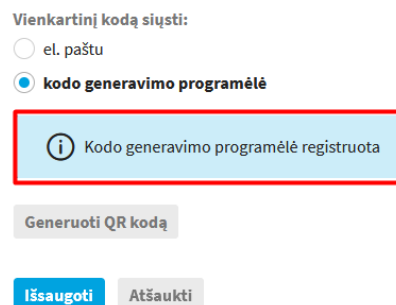 Vienkartinį kodą siųsti:
el. paštu
kodo generavimo programėlė
Kodo generavimo programėlė registruota
Generuoti QR kodą
Išsaugoti Atšaukti